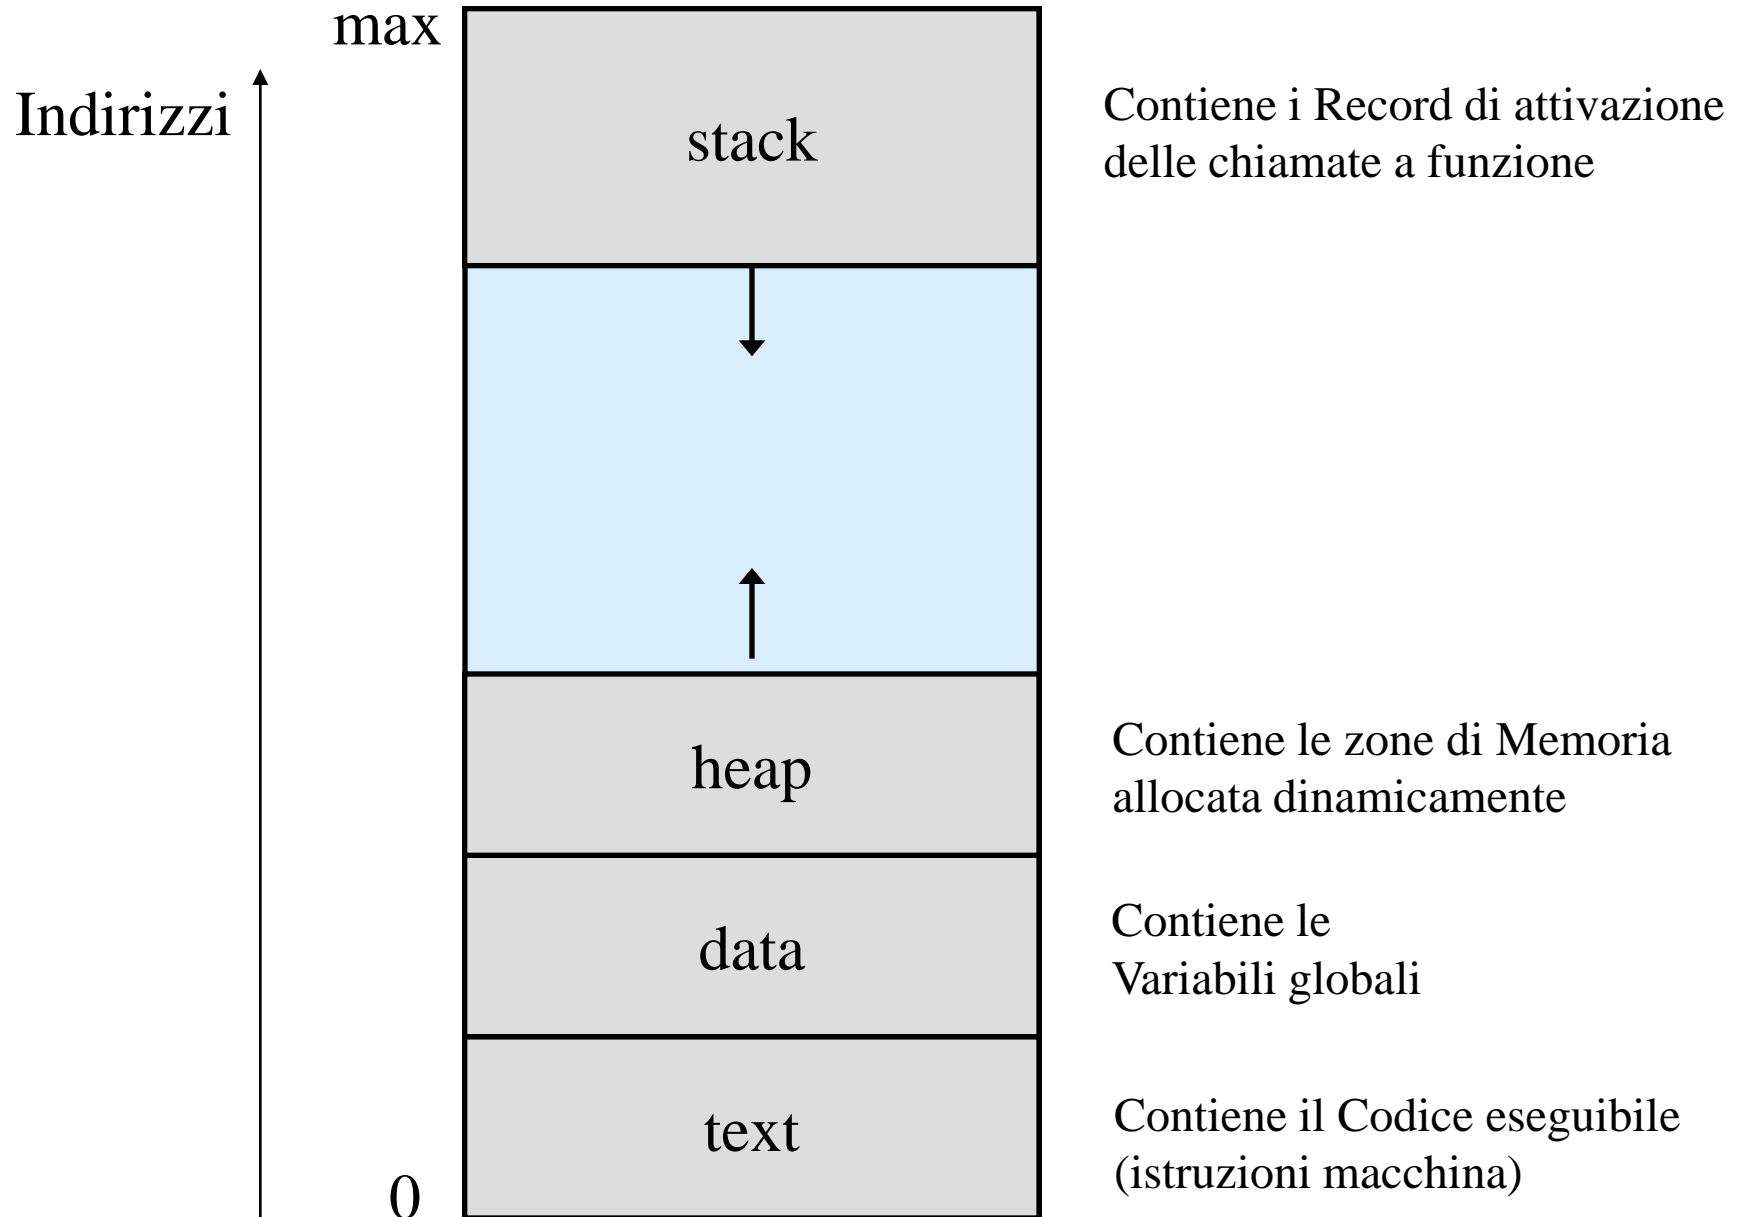 max
Indirizzi
stack
Contiene i Record di attivazione
delle chiamate a funzione
heap
Contiene le zone di Memoria
allocata dinamicamente
data
Contiene le
Variabili globali
text
Contiene il Codice eseguibile
(istruzioni macchina)
0